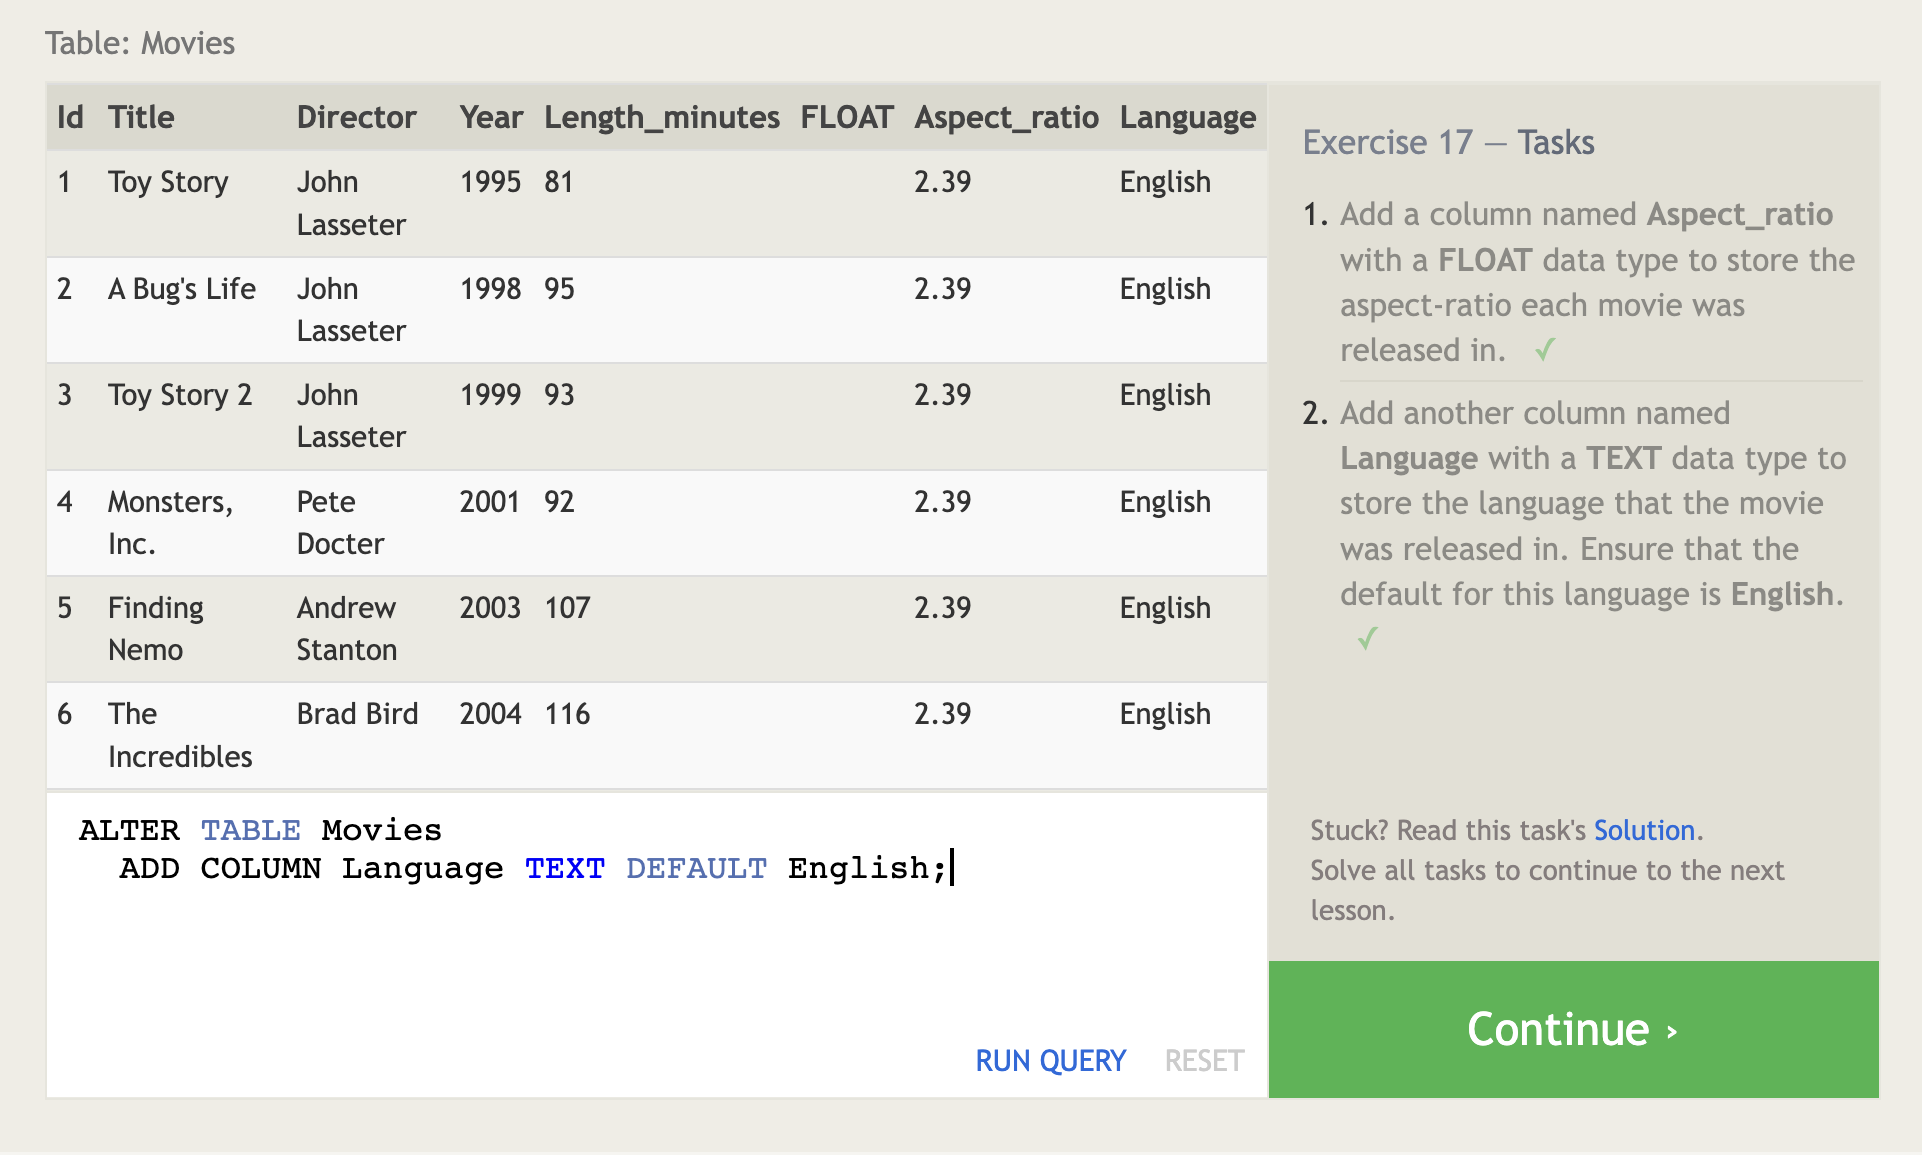 Table: Movies
Id Title Director Year Length_minutes FLOAT Aspect_ratio Language
1 Toy Story John 1995 81 2.39 English
Lasseter
2 A Bug's Life John 1998 95 2.39 English
Lasseter
3 Toy Story 2 John 1999 93 2.39 English
Lasseter
4 Monsters, Pete 2001 92 2.39 English
Inc. Docter
5 Finding Andrew 2003 107 2.39 English
Nemo Stanton
6 The Brad Bird 2004 116 2.39 English
Incredibles
ALTER TABLE Movies
ADD COLUMN Language TEXT DEFAULT English;
RUN QUERY RESET
Exercise 17 — Tasks
1. Add a column named Aspect_ratio
with a FLOAT data type to store the
aspect-ratio each movie was
released in. ✓
2. Add another column named
Language with a TEXT data type to
store the language that the movie
was released in. Ensure that the
default for this language is English.
✓
Stuck? Read this task's Solution.
Solve all tasks to continue to the next
lesson.
Continue ›